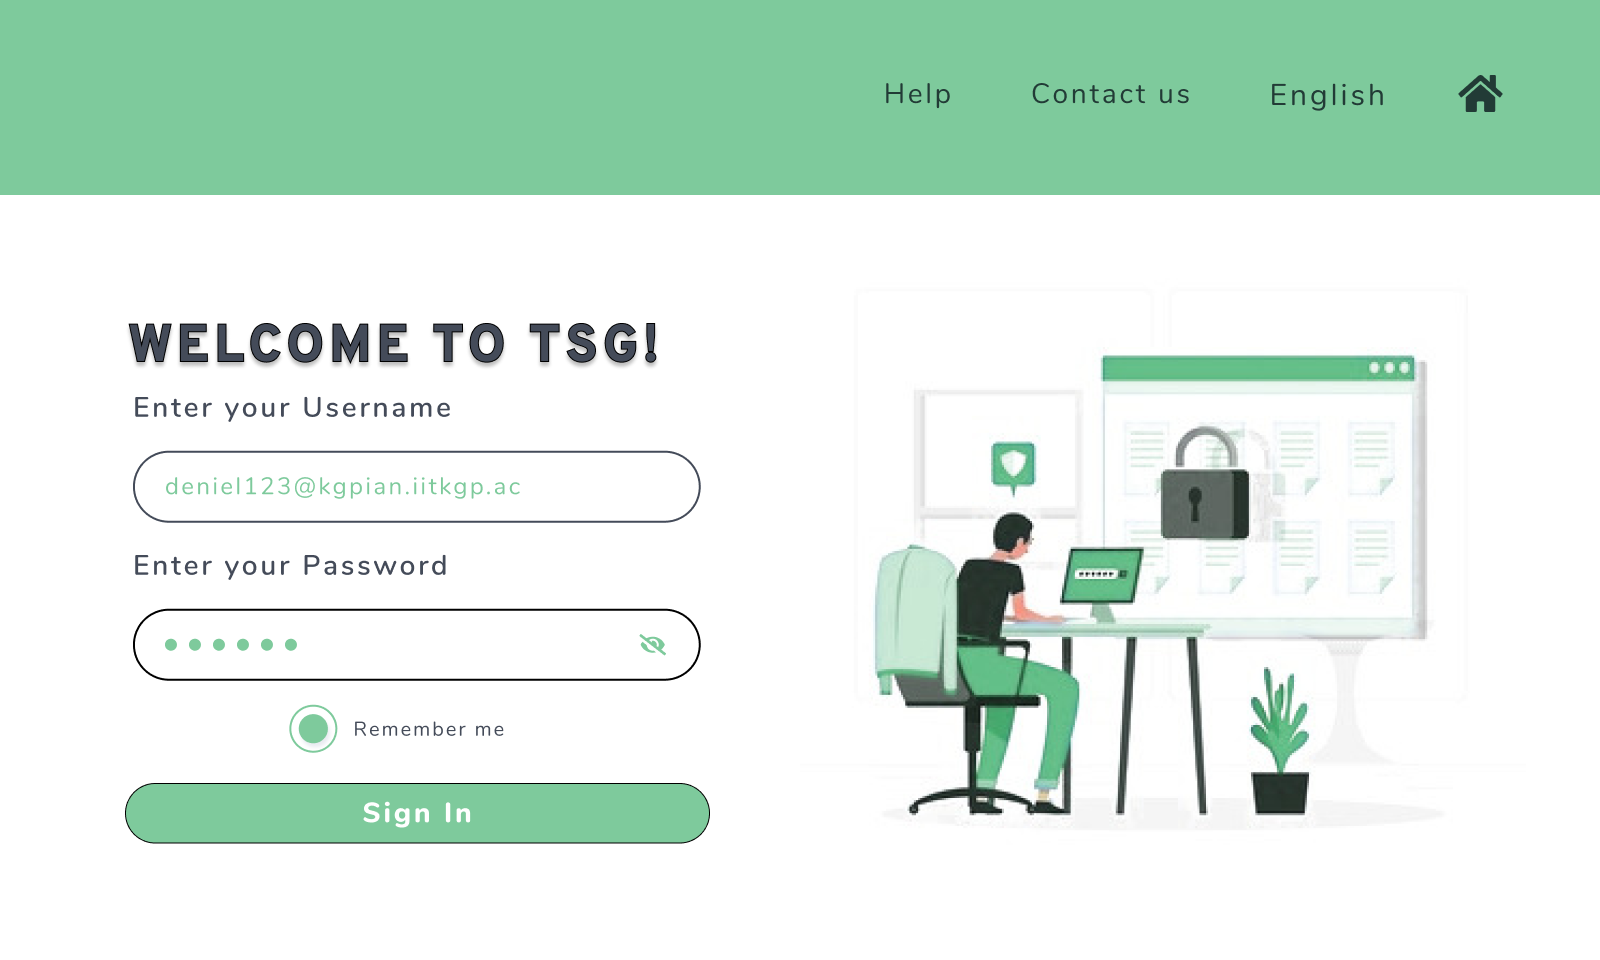 Help Contact us English
WELCOME TO TSG!
Enter your Username
deniel123@kgpian.iitkgp.ac
Enter your Password
Remember me
Sign In